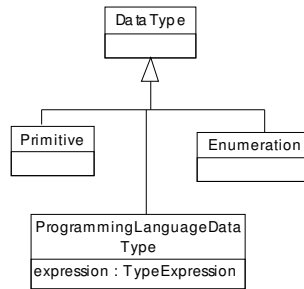 DataType
Primitive
Enumeration
ProgrammingLanguageData
Type
expression : TypeExpression